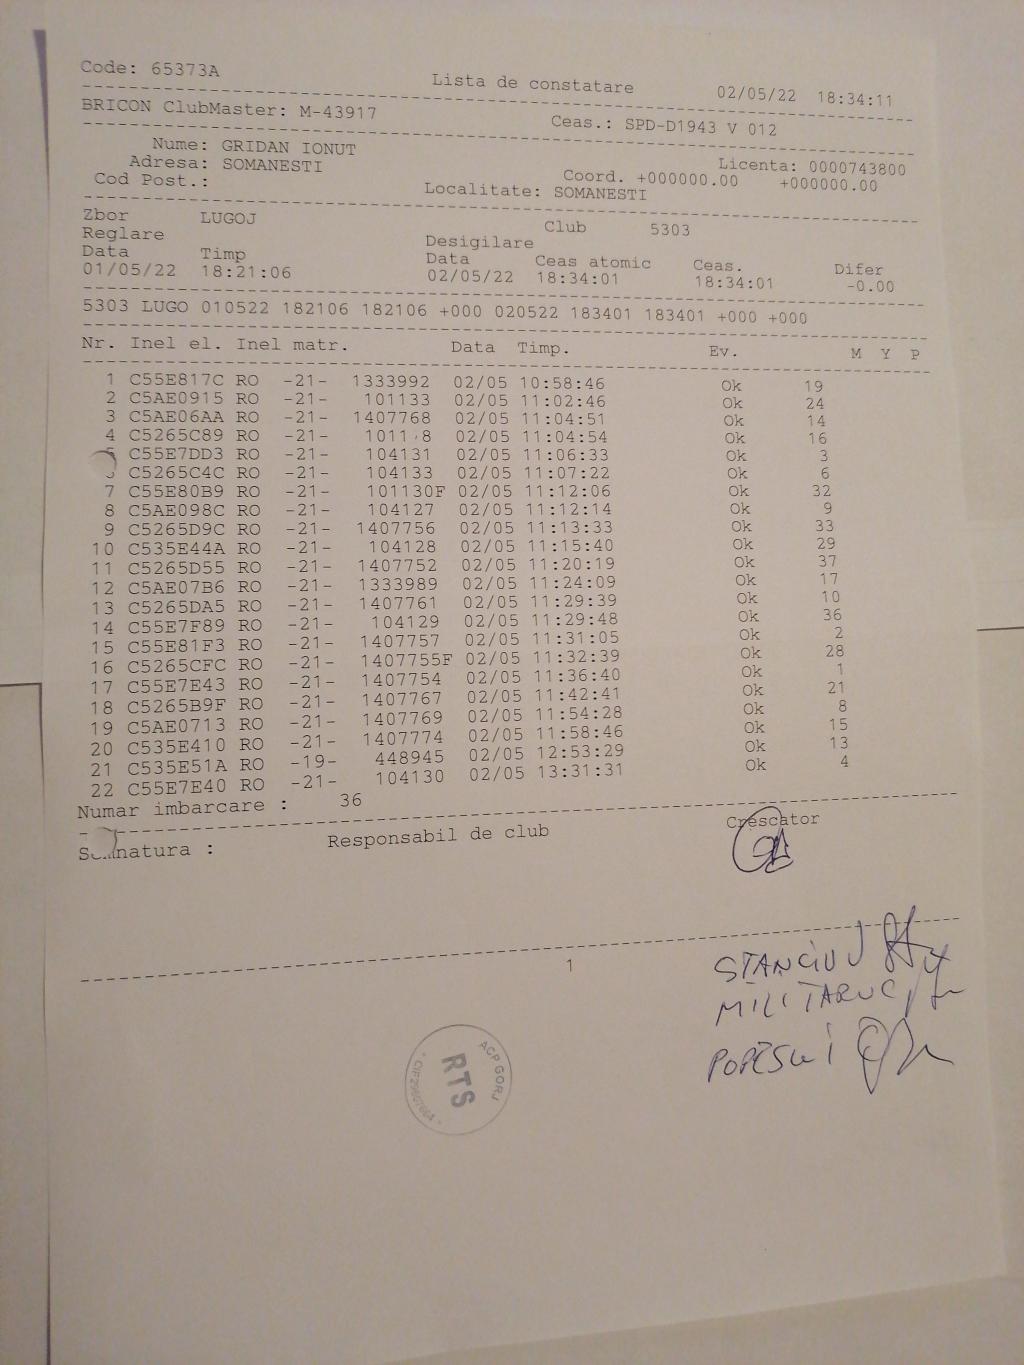 Code: 65373A Lista de constatare 02/05/22 18:34:11
BRICON ClubMaster: M-43917 Ceas.: SPD-D1943 V 012
Nume: GRIDAN IONUT Licenta: 0000743800
Adresa: SOMANESTI Coord. +000000.00 +000000.00
Cod Post.: Localitate: SOMANESTI
Zbor LUGOJ Club 5303
Reglare Desigilare
Data Timp Data Ceas atomic Ceas. Difer
01/05/22 18:21:06 02/05/22 18:34:01 18:34:01 -0.00
5303 LUGO 010522 182106 182106 +000 020522 183401 183401 +000 +000
Nr. Inel el. Inel matr. Data Timp. Ev. M Y P
1 C55E817C RO -21- 1333992 02/05 10:58:46 Ok 19
2 C5AE0915 RO -21- 101133 02/05 11:02:46 Ok 24
3 C5AE06AA RO -21- 1407768 02/05 11:04:51 Ok 14
4 C5265C89 RO -21- 02/05 11:04:54 Ok 16
5 C55E7DD3 RO -21- 104131 02/05 11:06:33 Ok 3
C5265C4C RO -21- 104133 02/05 11:07:22 Ok 6
7 C55E80B9 RO -21- 101130F 02/05 11:12:06 Ok 32
8 C5AE098C RO -21- 104127 02/05 11:12:14 Ok 9
9 C5265D9C RO -21- 1407756 02/05 11:13:33 Ok 33
10 C535E44A RO -21- 104128 02/05 11:15:40 Ok 29
11 C5265D55 RO -21- 1407752 02/05 11:20:19 Ok 37
12 C5AE07B6 RO -21- 1333989 02/05 11:24:09 Ok 17
13 C5265DA5 RO -21- 1407761 02/05 11:29:39 Ok 10
14 C55E7F89 RO -21- 104129 02/05 11:29:48 Ok 36
15 C55E81F3 RO -21- 1407757 02/05 11:31:05 Ok 2
16 C5265CFC RO -21- 1407755F 02/05 11:32:39 Ok 28
17 C55E7E43 RO -21- 1407754 02/05 11:36:40 Ok 1
18 C5265B9F RO -21- 1407767 02/05 11:42:41 Ok 21
19 C5AE0713 RO -21- 1407769 02/05 11:54:28 Ok 8
20 C535E410 RO -21- 1407774 02/05 11:58:46 Ok 15
21 C535E51A RO -19- 448945 02/05 12:53:29 Ok 13
22 C55E7E40 RO -21- 104130 02/05 13:31:31 Ok 4
Numar imbarcare : 36
Semnatura : Responsabil de club Crescator
1
STANCIU
MILITARU C
POPESCU I
ACP GORJ
RTS